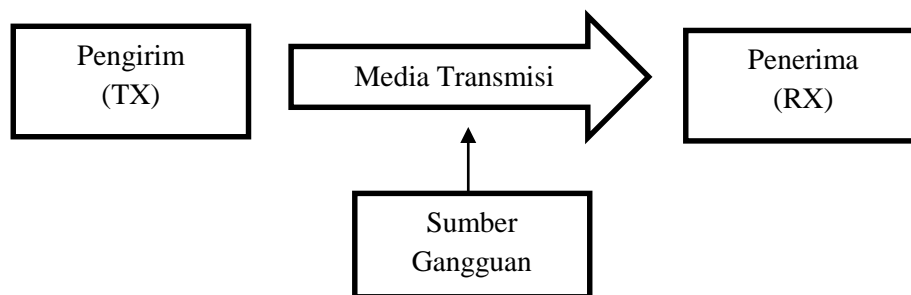 Pengirim
(TX)
Media Transmisi
Penerima
(RX)
Sumber
Gangguan